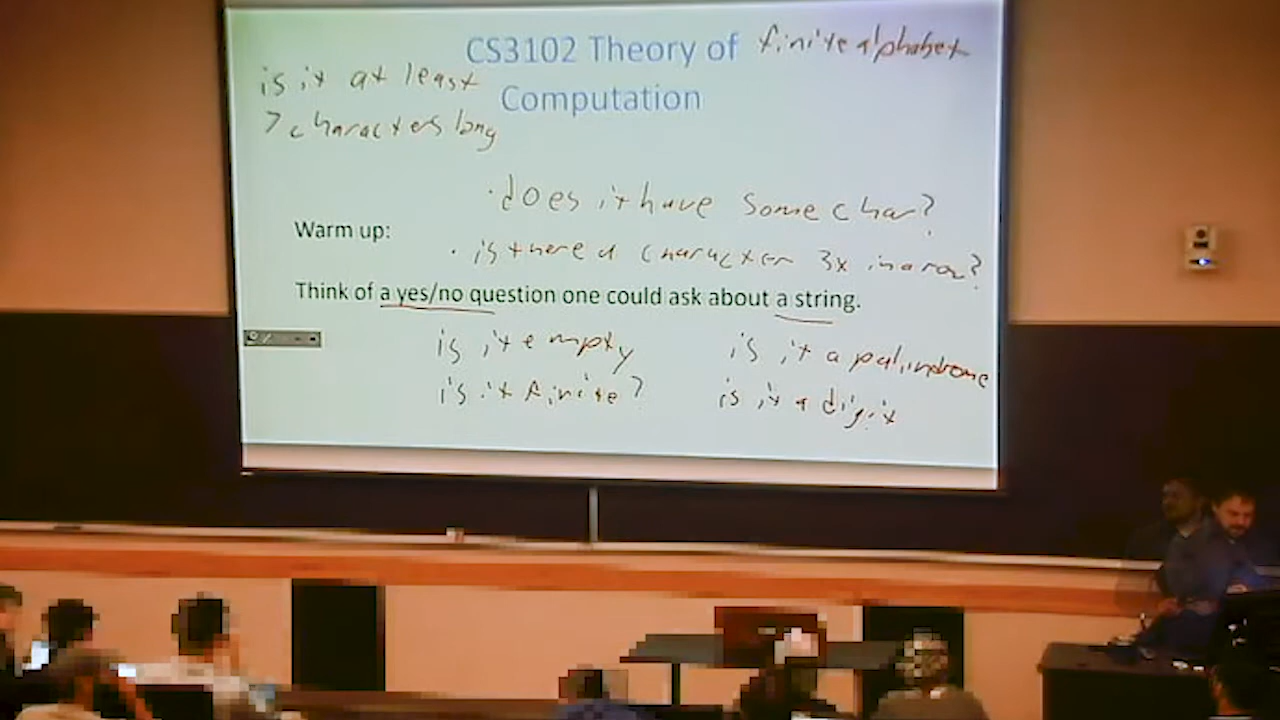 CS3102 Theory of finite alphabet
Computation
is it at least
7 characters long
· does it have some char?
Warm up:
· is there a character 3x in a row?
Think of a yes/no question one could ask about a string.
is it empty
is it a palindrome
is it finite?
is it a digit